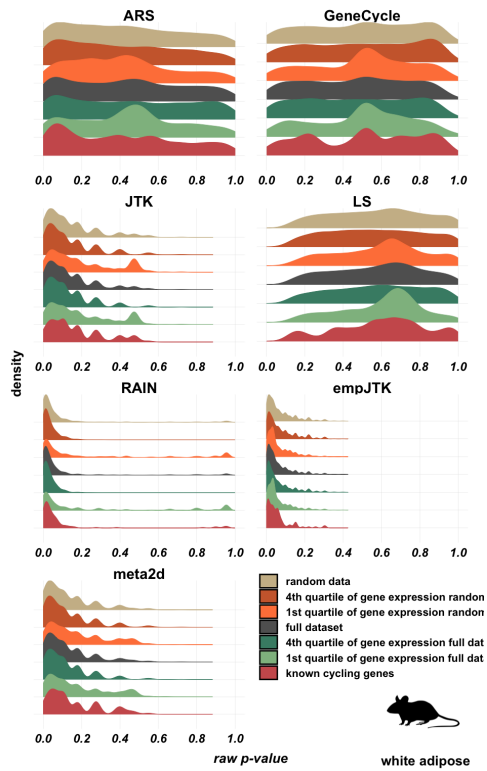 ARS GeneCycle
0.0 0.2 0.4 0.6 0.8 1.0 0.0 0.2 0.4 0.6 0.8 1.0
JTK LS
0.0 0.2 0.4 0.6 0.8 1.0 0.0 0.2 0.4 0.6 0.8 1.0
density
RAIN empJTK
0.0 0.2 0.4 0.6 0.8 1.0 0.0 0.2 0.4 0.6 0.8 1.0
meta2d
random data
4th quartile of gene expression random
1st quartile of gene expression random
full dataset
4th quartile of gene expression full dat
1st quartile of gene expression full data
known cycling genes
0.0 0.2 0.4 0.6 0.8 1.0
raw p-value
white adipose